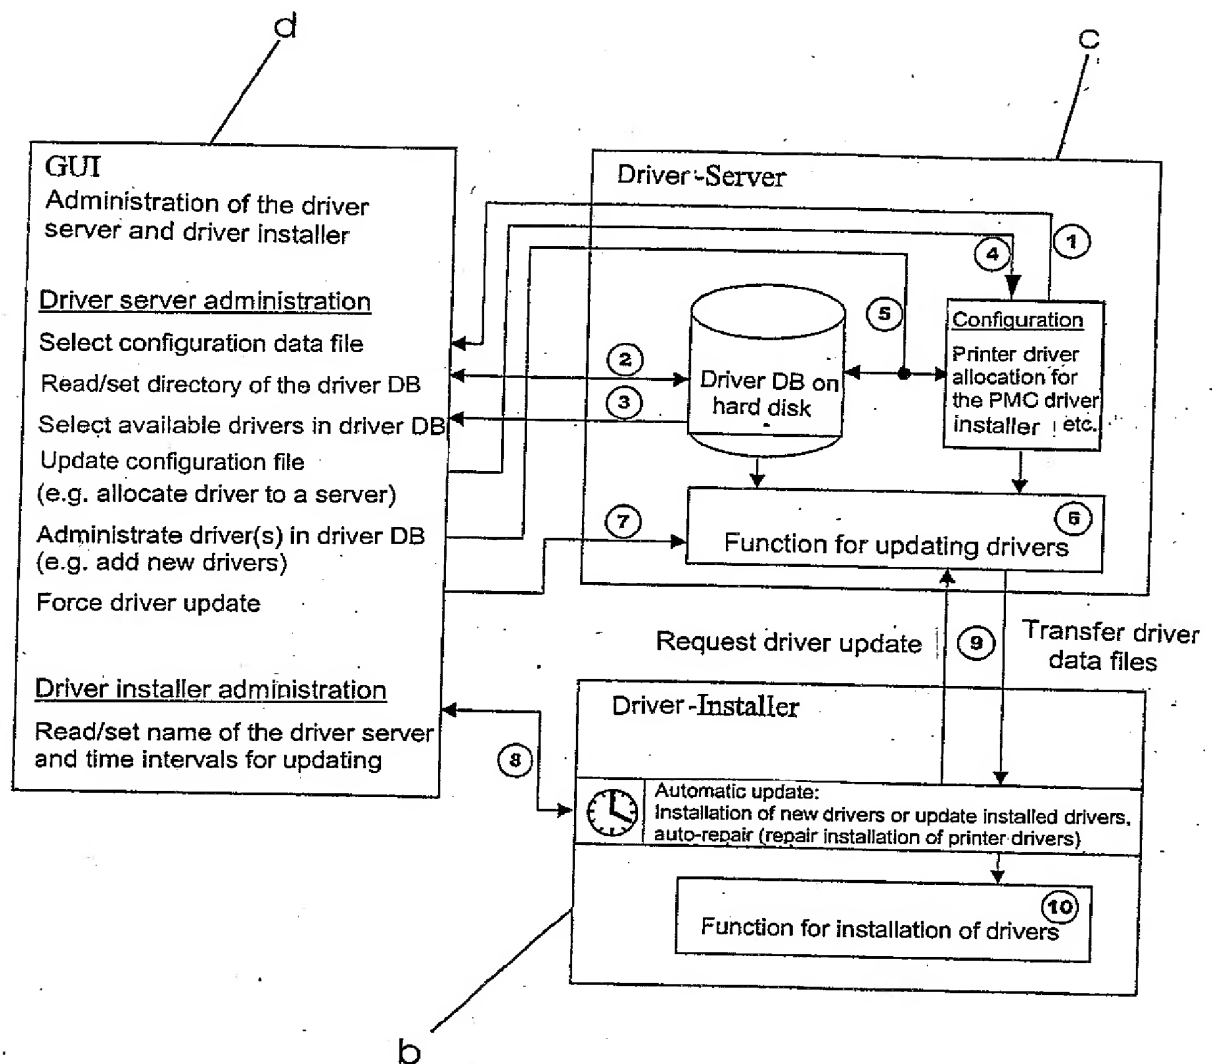 d
c
GUI
Administration of the driver
server and driver installer
Driver server administration
Select configuration data file
Read/set directory of the driver DB
Select available drivers in driver DB
Update configuration file
(e.g. allocate driver to a server)
Administrate driver(s) in driver DB
(e.g. add new drivers)
Force driver update
Driver installer administration
Read/set name of the driver server
and time intervals for updating
Driver-Server
1
4
5
2
3
Driver DB on
hard disk
Configuration
Printer driver
allocation for
the PMC driver
installer etc.
7
6
Function for updating drivers
Request driver update
9
Transfer driver
data files
Driver-Installer
8
Automatic update:
Installation of new drivers or update installed drivers,
auto-repair (repair installation of printer drivers)
10
Function for installation of drivers
b